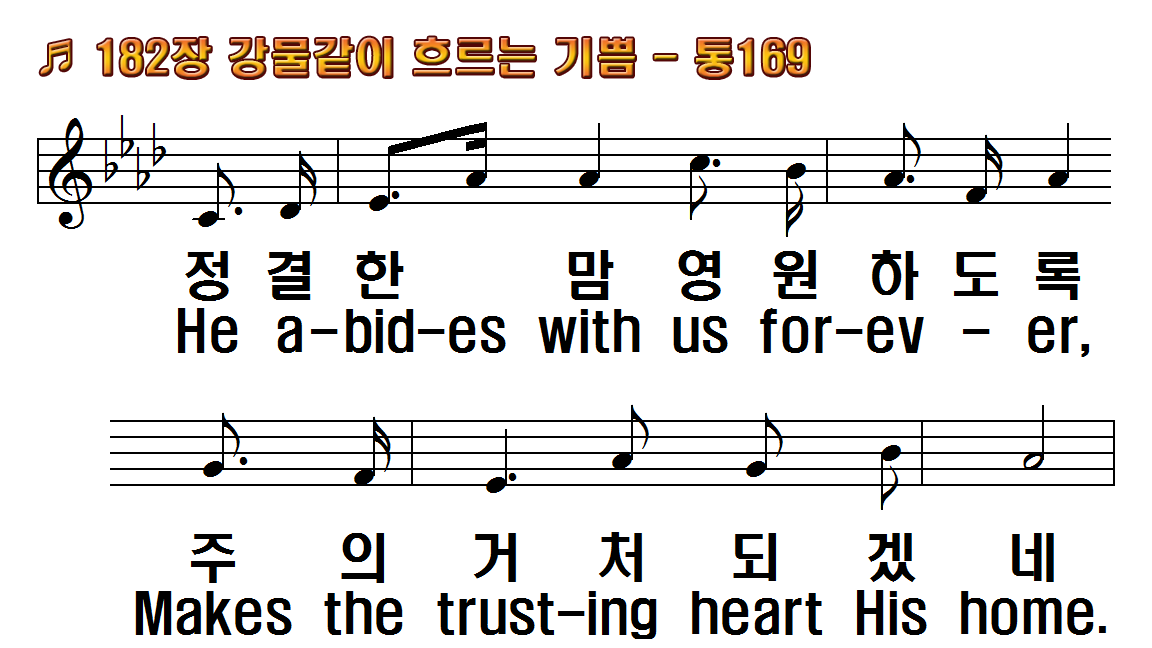 ♬ 182장 강물같이 흐르는 기쁨 - 통169
정 결 한 맘 영 원 하 도 록
He a-bid-es with us for-ev - er,
주 의 거 처 되 겠 네
Makes the trust-ing heart His home.